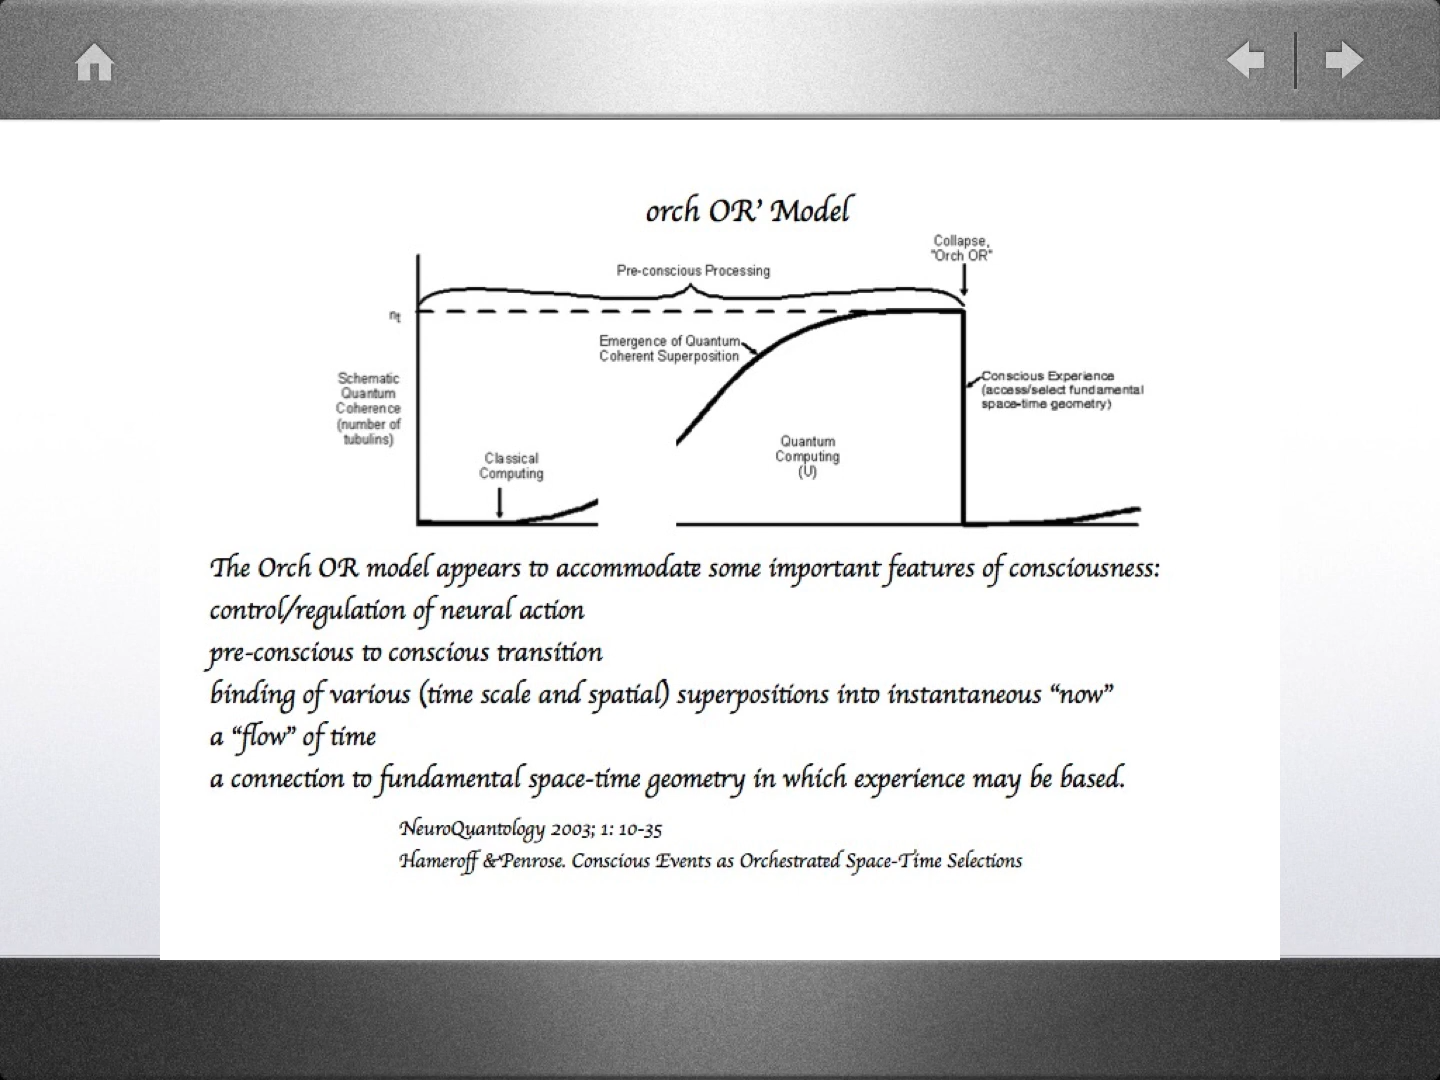 orch OR’ Model
Collapse,
"Orch OR"
Pre-conscious Processing
nt
Emergence of Quantum
Coherent Superposition
Conscious Experience
(access/select fundamental
space-time geometry)
Schematic
Quantum
Coherence
(number of
tubulins)
Quantum
Computing
(U)
Classical
Computing
The Orch OR model appears to accommodate some important features of consciousness:
control/regulation of neural action
pre-conscious to conscious transition
binding of various (time scale and spatial) superpositions into instantaneous “now”
a “flow” of time
a connection to fundamental space-time geometry in which experience may be based.
NeuroQuantology 2003; 1: 10-35
Hameroff & Penrose. Conscious Events as Orchestrated Space-Time Selections